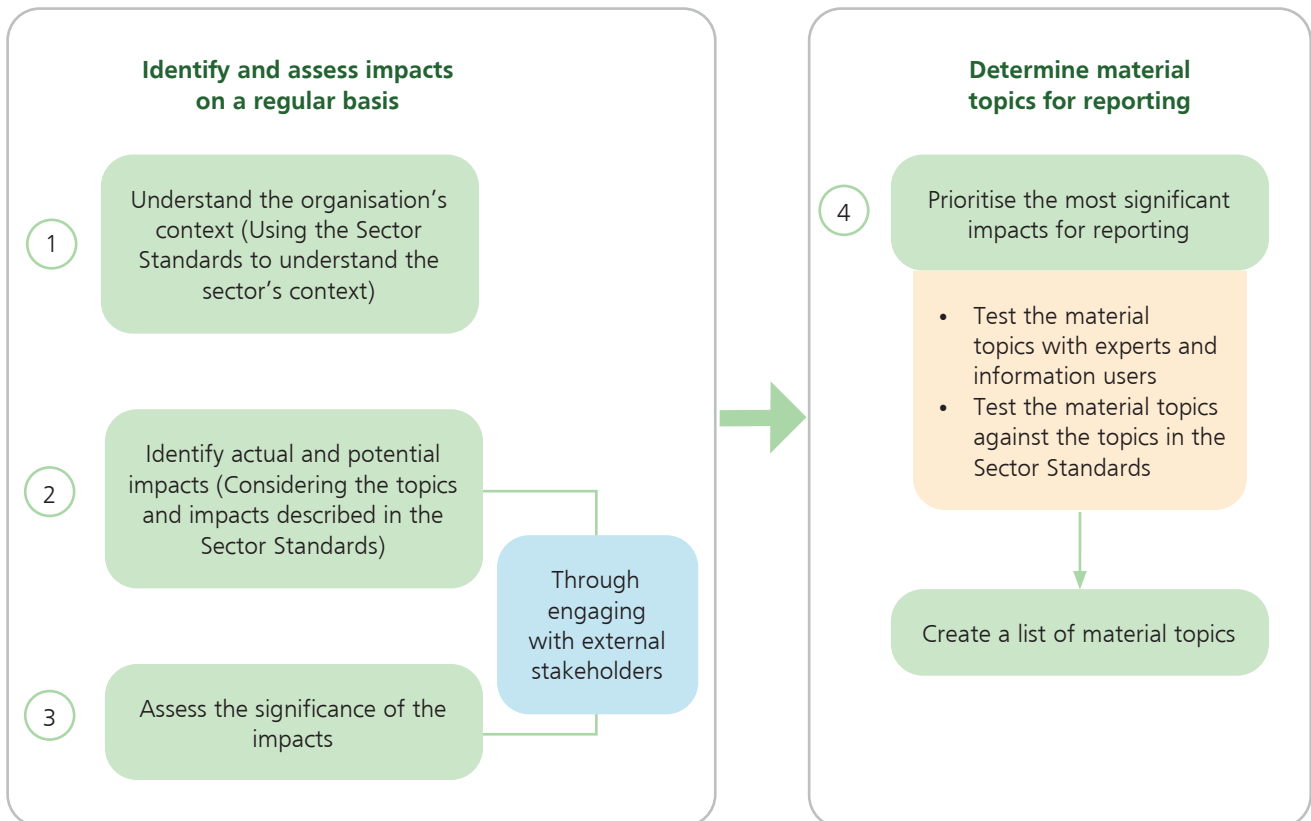 Identify and assess impacts
on a regular basis
1
Understand the organisation’s
context (Using the Sector
Standards to understand the
sector’s context)
2
Identify actual and potential
impacts (Considering the topics
and impacts described in the
Sector Standards)
Through
engaging
with external
stakeholders
3
Assess the significance of the
impacts
Determine material
topics for reporting
4
Prioritise the most significant
impacts for reporting
• Test the material
topics with experts and
information users
• Test the material topics
against the topics in the
Sector Standards
Create a list of material topics